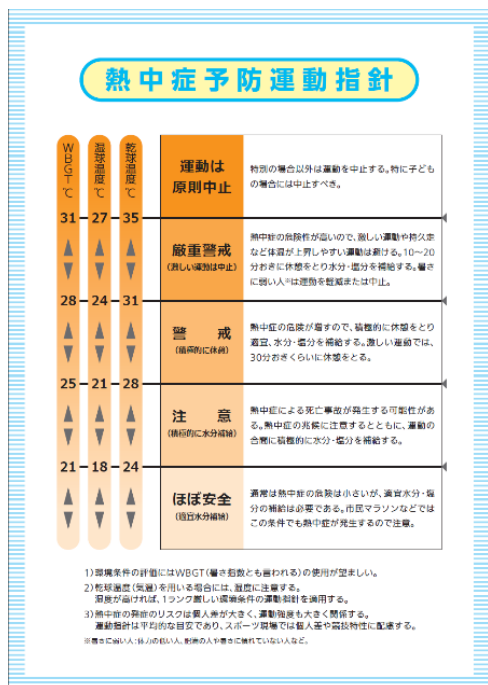 熱中症予防運動指針
WBGT℃
湿球温度℃
乾球温度℃
運動は
原則中止
特別の場合以外は運動を中止する。特に子ども
の場合には中止すべき。
31 27 35
厳重警戒
(激しい運動は中止)
熱中症の危険性が高いので、激しい運動や持久走
など体温が上昇しやすい運動は避ける。10～20
分おきに休憩をとり水分・塩分を補給する。暑さ
に弱い人※は運動を軽減または中止。
28 24 31
警 戒
(積極的に休憩)
熱中症の危険が増すので、積極的に休憩をとり
適宜、水分・塩分を補給する。激しい運動では、
30分おきくらいに休憩をとる。
25 21 28
注 意
(積極的に水分補給)
熱中症による死亡事故が発生する可能性があ
る。熱中症の兆候に注意するとともに、運動の
合間に積極的に水分・塩分を補給する。
21 18 24
ほぼ安全
(適宜水分補給)
通常は熱中症の危険は小さいが、適宜水分・塩
分の補給は必要である。市民マラソンなどでは
この条件でも熱中症が発生するので注意。
1)環境条件の評価にはWBGT(暑さ指数とも言われる)の使用が望ましい。
2)乾球温度(気温)を用いる場合には、湿度に注意する。
湿度が高ければ、1ランク厳しい環境条件の運動指針を適用する。
3)熱中症の発症のリスクは個人差が大きく、運動強度も大きく関係する。
運動指針は平均的な目安であり、スポーツ現場では個人差や競技特性に配慮する。
※暑さに弱い人:体力の低い人、肥満の人や暑さに慣れていない人など。